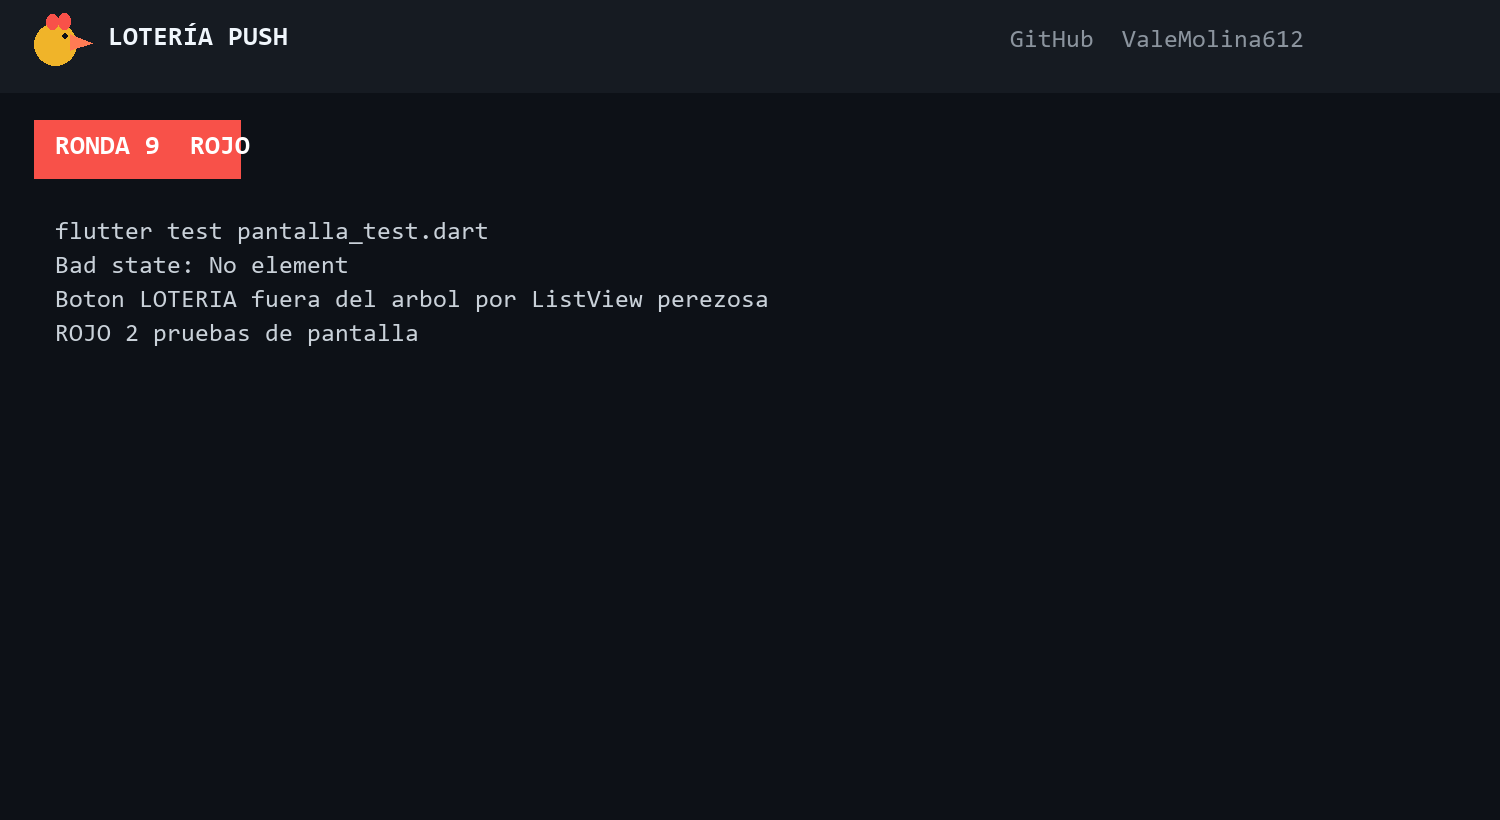 LOTERÍA PUSH
GitHub ValeMolina612
RONDA 9 ROJO
flutter test pantalla_test.dart
Bad state: No element
Boton LOTERIA fuera del arbol por ListView perezosa
ROJO 2 pruebas de pantalla